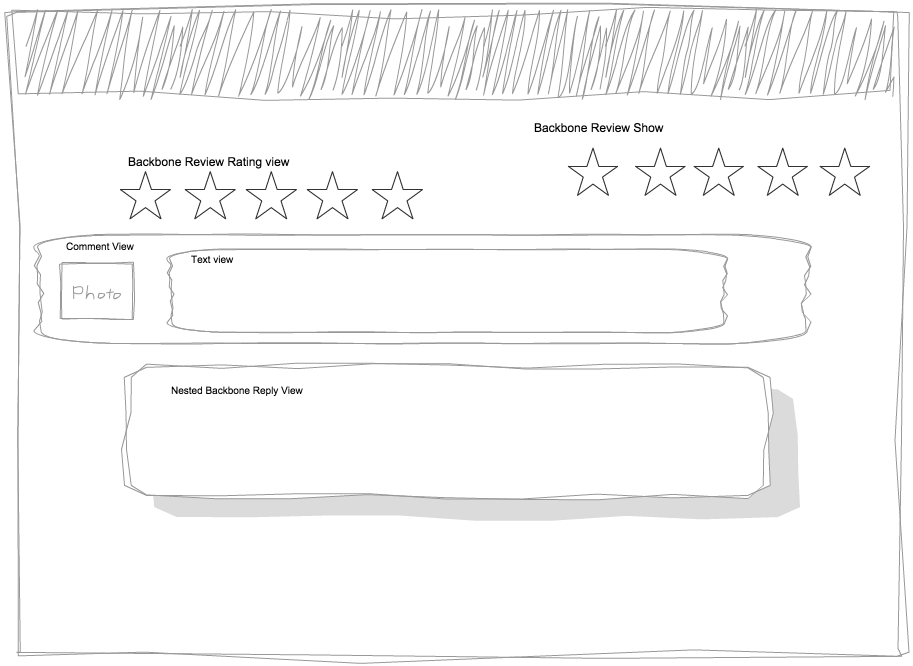 Backbone Review Show
Backbone Review Rating view
Comment View
Text view
Photo
Nested Backbone Reply View